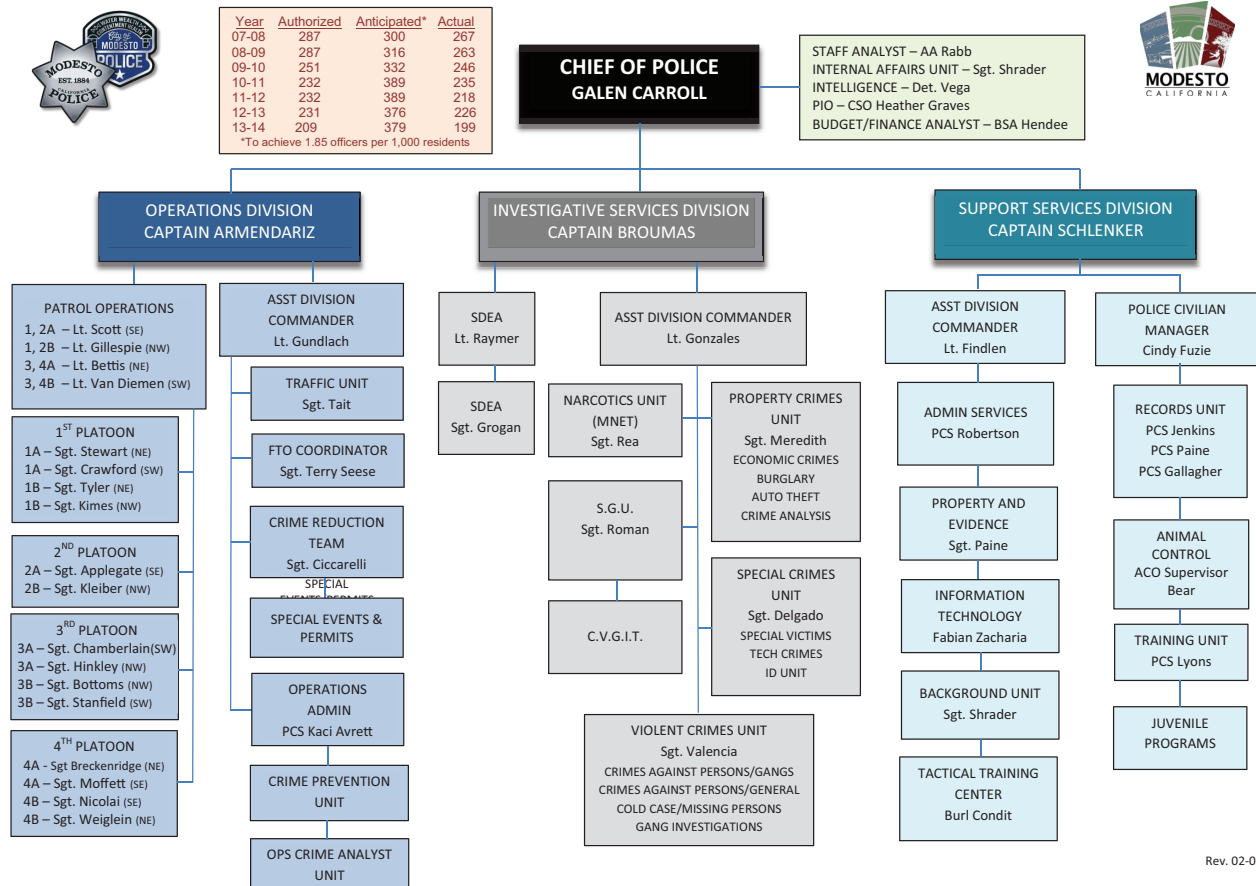 WATER WEALTH
CONTENTMENT HEALTH
City of
MODESTO
POLICE
MODESTO
EST. 1884
CALIFORNIA
POLICE
Year Authorized Anticipated* Actual
07-08 287 300 267
08-09 287 316 263
09-10 251 332 246
10-11 232 389 235
11-12 232 389 218
12-13 231 376 226
13-14 209 379 199
*To achieve 1.85 officers per 1,000 residents
CHIEF OF POLICE
GALEN CARROLL
STAFF ANALYST – AA Rabb
INTERNAL AFFAIRS UNIT – Sgt. Shrader
INTELLIGENCE – Det. Vega
PIO – CSO Heather Graves
BUDGET/FINANCE ANALYST – BSA Hendee
MODESTO
CALIFORNIA
OPERATIONS DIVISION
CAPTAIN ARMENDARIZ
PATROL OPERATIONS
1, 2A – Lt. Scott (SE)
1, 2B – Lt. Gillespie (NW)
3, 4A – Lt. Bettis (NE)
3, 4B – Lt. Van Diemen (SW)
1ST PLATOON
1A – Sgt. Stewart (NE)
1A – Sgt. Crawford (SW)
1B – Sgt. Tyler (NE)
1B – Sgt. Kimes (NW)
2ND PLATOON
2A – Sgt. Applegate (SE)
2B – Sgt. Kleiber (NW)
3RD PLATOON
3A – Sgt. Chamberlain(SW)
3A – Sgt. Hinkley (NW)
3B – Sgt. Bottoms (NW)
3B – Sgt. Stanfield (SW)
4TH PLATOON
4A - Sgt Breckenridge (NE)
4A – Sgt. Moffett (SE)
4B – Sgt. Nicolai (SE)
4B – Sgt. Weiglein (NE)
ASST DIVISION
COMMANDER
Lt. Gundlach
TRAFFIC UNIT
Sgt. Tait
FTO COORDINATOR
Sgt. Terry Seese
CRIME REDUCTION
TEAM
Sgt. Ciccarelli
SPECIAL
EVENTS/PERMITS
SPECIAL EVENTS &
PERMITS
OPERATIONS
ADMIN
PCS Kaci Avrett
CRIME PREVENTION
UNIT
OPS CRIME ANALYST
UNIT
INVESTIGATIVE SERVICES DIVISION
CAPTAIN BROUMAS
SDEA
Lt. Raymer
SDEA
Sgt. Grogan
ASST DIVISION COMMANDER
Lt. Gonzales
NARCOTICS UNIT
(MNET)
Sgt. Rea
S.G.U.
Sgt. Roman
C.V.G.I.T.
PROPERTY CRIMES
UNIT
Sgt. Meredith
ECONOMIC CRIMES
BURGLARY
AUTO THEFT
CRIME ANALYSIS
SPECIAL CRIMES
UNIT
Sgt. Delgado
SPECIAL VICTIMS
TECH CRIMES
ID UNIT
VIOLENT CRIMES UNIT
Sgt. Valencia
CRIMES AGAINST PERSONS/GANGS
CRIMES AGAINST PERSONS/GENERAL
COLD CASE/MISSING PERSONS
GANG INVESTIGATIONS
SUPPORT SERVICES DIVISION
CAPTAIN SCHLENKER
ASST DIVISION
COMMANDER
Lt. Findlen
ADMIN SERVICES
PCS Robertson
PROPERTY AND
EVIDENCE
Sgt. Paine
INFORMATION
TECHNOLOGY
Fabian Zacharia
BACKGROUND UNIT
Sgt. Shrader
TACTICAL TRAINING
CENTER
Burl Condit
POLICE CIVILIAN
MANAGER
Cindy Fuzie
RECORDS UNIT
PCS Jenkins
PCS Paine
PCS Gallagher
ANIMAL
CONTROL
ACO Supervisor
Bear
TRAINING UNIT
PCS Lyons
JUVENILE
PROGRAMS
Rev. 02-0